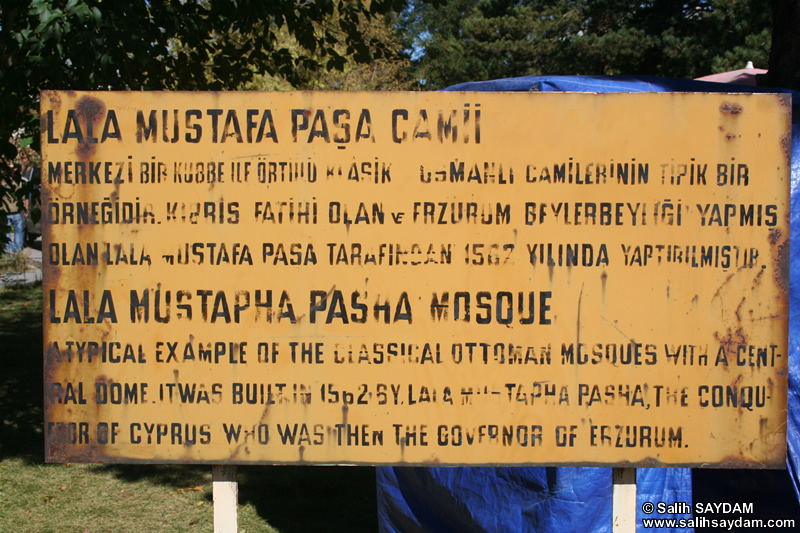 LALA MUSTAFA PAŞA CAMİİ
MERKEZİ BİR KUBBE İLE ÖRTÜLÜ KLASİK OSMANLI CAMİLERİNİN TİPİK BİR
ÖRNEĞİDİR. KIBRIS FATİHİ OLAN ve ERZURUM BEYLERBEYLİĞİ YAPMIŞ
OLAN LALA MUSTAFA PAŞA TARAFINDAN 1562 YILINDA YAPTIRILMIŞTIR.
LALA MUSTAPHA PASHA MOSQUE
A TYPICAL EXAMPLE OF THE CLASSICAL OTTOMAN MOSQUES WITH A CENT-
RAL DOME. IT WAS BUILT IN 1562 BY, LALA MUSTAPHA PASHA, THE CONQU-
EROR OF CYPRUS WHO WAS THEN THE GOVERNOR OF ERZURUM.
© Salih SAYDAM
www.salihsaydam.com